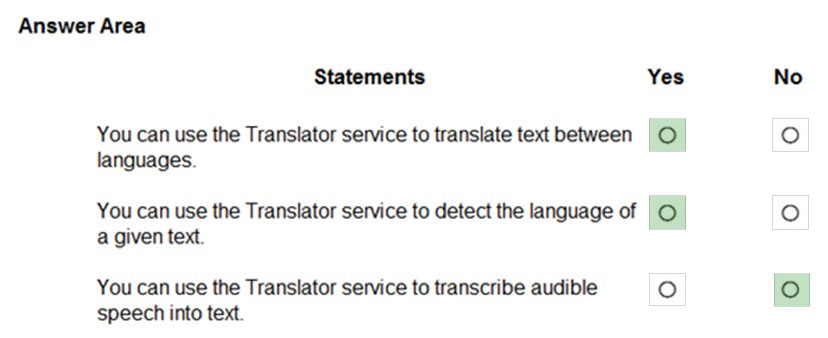 Answer Area
Statements Yes No
You can use the Translator service to translate text between
languages.
You can use the Translator service to detect the language of
a given text.
You can use the Translator service to transcribe audible
speech into text.